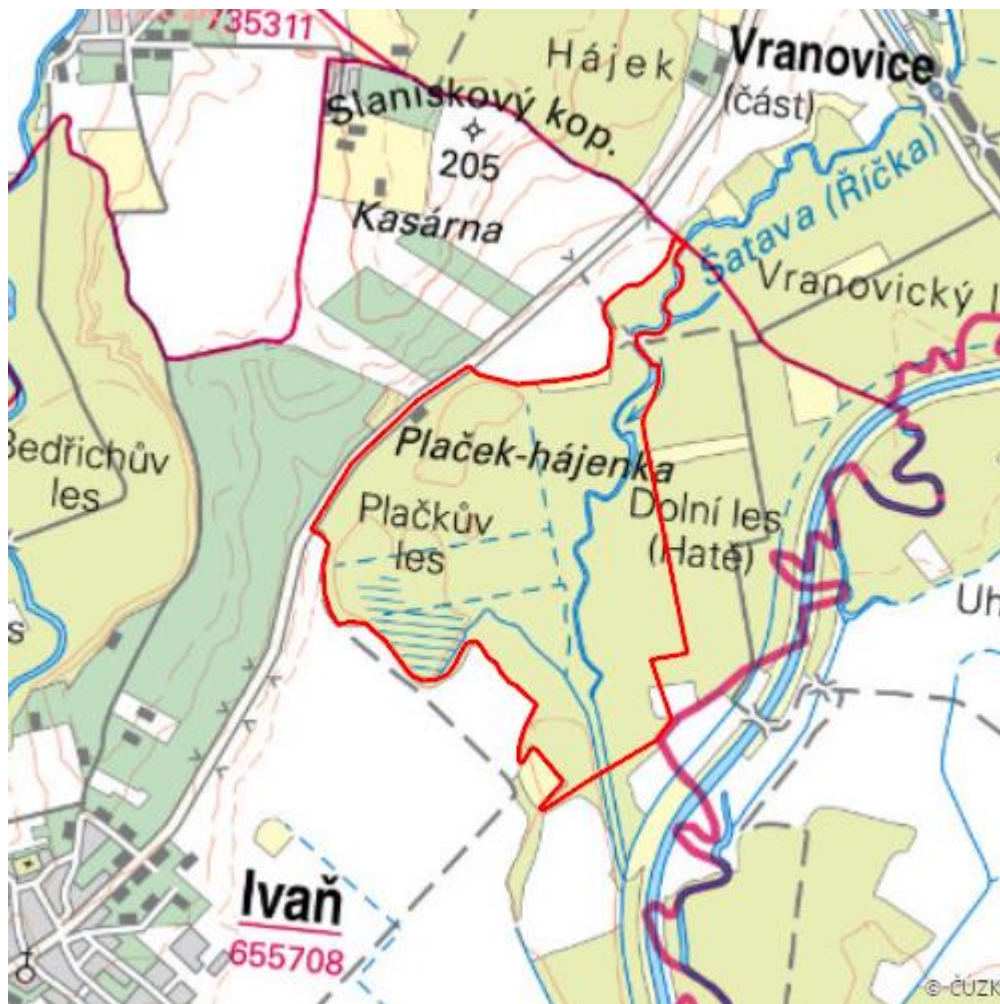 735311
Hájek
Vranovice
(část)
Slaniskový kop.
205
Kasárna
Šatava (Říčka)
Vranovický l
Plaček-hájenka
Bedřichův
les
Plačkův
les
Dolní les
(Hatě)
Uh
s
Ivaň
655708
© ČÚZK